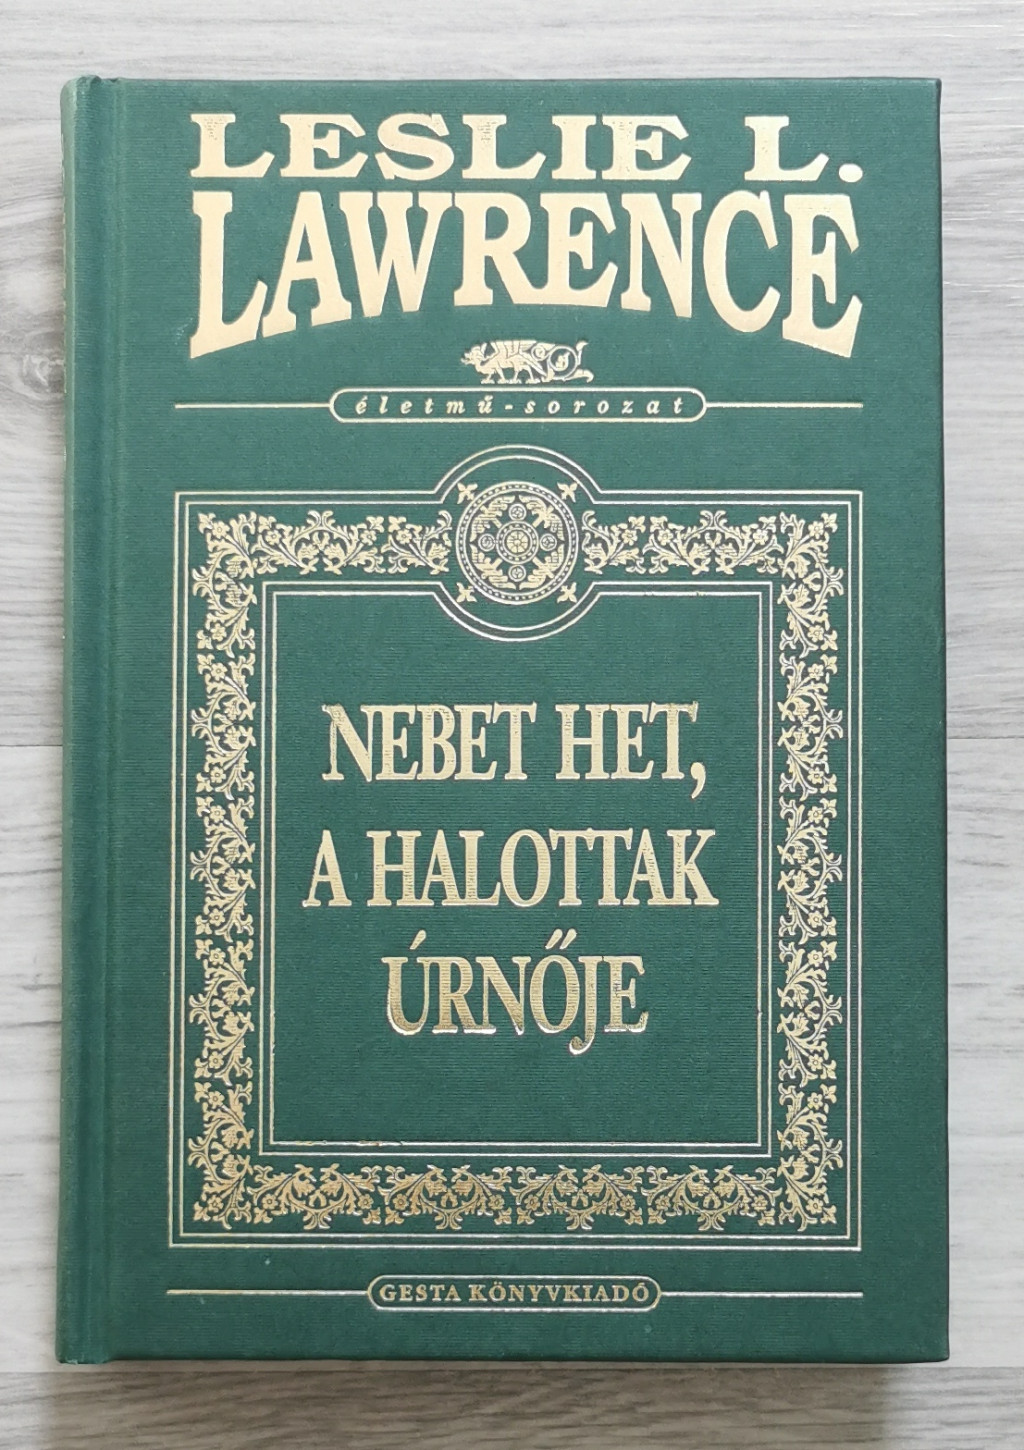 LESLIE L.
LAWRENCE
életmű-sorozat
NEBET HET,
A HALOTTAK
ÚRNŐJE
GESTA KÖNYVKIADÓ